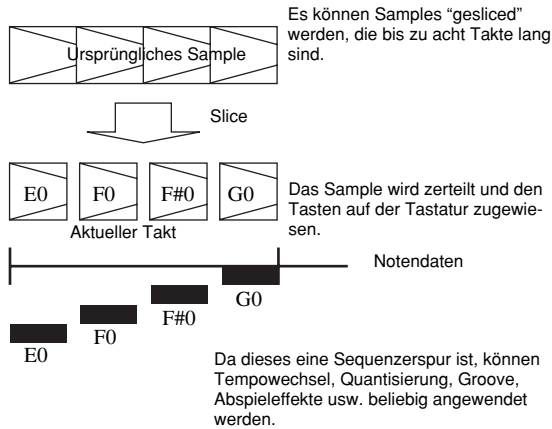 Es können Samples “gesliced”
werden, die bis zu acht Takte lang
sind.
Ursprüngliches Sample
Slice
E0 F0 F#0 G0
Das Sample wird zerteilt und den
Tasten auf der Tastatur zugewie-
sen.
Aktueller Takt
Notendaten
G0
F#0
F0
E0
Da dieses eine Sequenzerspur ist, können
Tempowechsel, Quantisierung, Groove,
Abspieleffekte usw. beliebig angewendet
werden.